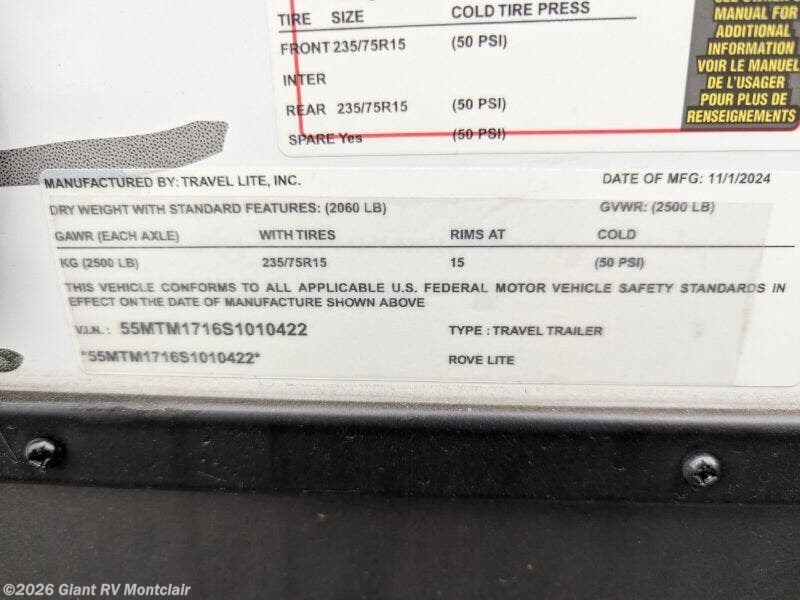 TIRE SIZE COLD TIRE PRESS
FRONT 235/75R15 (50 PSI)
INTER
REAR 235/75R15 (50 PSI)
SPARE Yes (50 PSI)
MANUAL FOR
ADDITIONAL
INFORMATION
VOIR LE MANUEL
DE L'USAGER
POUR PLUS DE
RENSEIGNEMENTS
MANUFACTURED BY: TRAVEL LITE, INC. DATE OF MFG: 11/1/2024
DRY WEIGHT WITH STANDARD FEATURES: (2060 LB) GVWR: (2500 LB)
GAWR (EACH AXLE) WITH TIRES RIMS AT COLD
KG (2500 LB) 235/75R15 15 (50 PSI)
THIS VEHICLE CONFORMS TO ALL APPLICABLE U.S. FEDERAL MOTOR VEHICLE SAFETY STANDARDS IN
EFFECT ON THE DATE OF MANUFACTURE SHOWN ABOVE
V.I.N. : 55MTM1716S1010422 TYPE : TRAVEL TRAILER
*55MTM1716S1010422* ROVE LITE
©2026 Giant RV Montclair